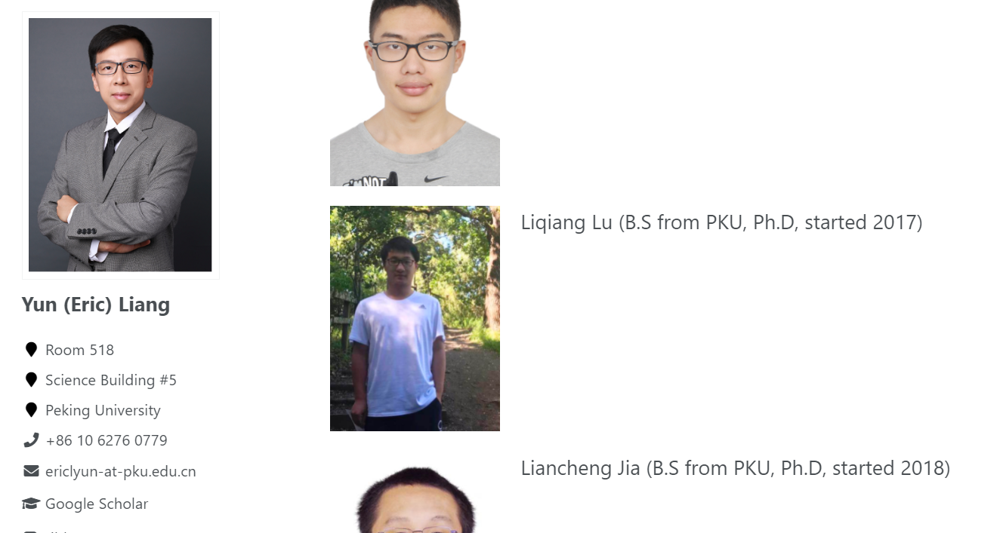 Yun (Eric) Liang
Room 518
Science Building #5
Peking University
+86 10 6276 0779
ericlyun-at-pku.edu.cn
Google Scholar
I'M NOT
Liqiang Lu (B.S from PKU, Ph.D, started 2017)
Liancheng Jia (B.S from PKU, Ph.D, started 2018)